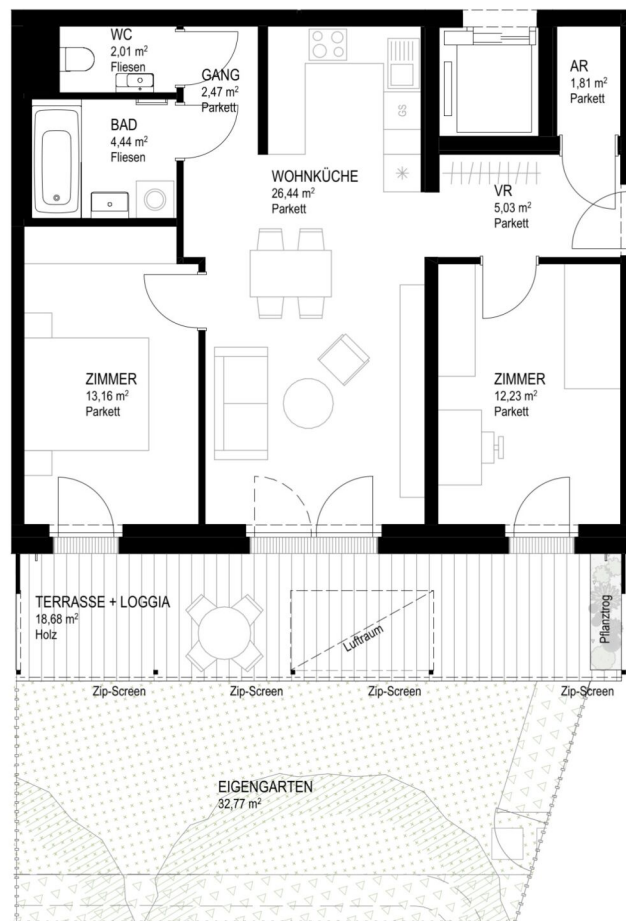 WC
2,01 m²
Fliesen
GANG
2,47 m²
Parkett
AR
1,81 m²
Parkett
BAD
4,44 m²
Fliesen
GS
WOHNKÜCHE
26,44 m²
Parkett
VR
5,03 m²
Parkett
ZIMMER
13,16 m²
Parkett
ZIMMER
12,23 m²
Parkett
TERRASSE + LOGGIA
18,68 m²
Holz
Luftraum
Pflanztrog
Zip-Screen
Zip-Screen
Zip-Screen
Zip-Screen
EIGENGARTEN
32,77 m²